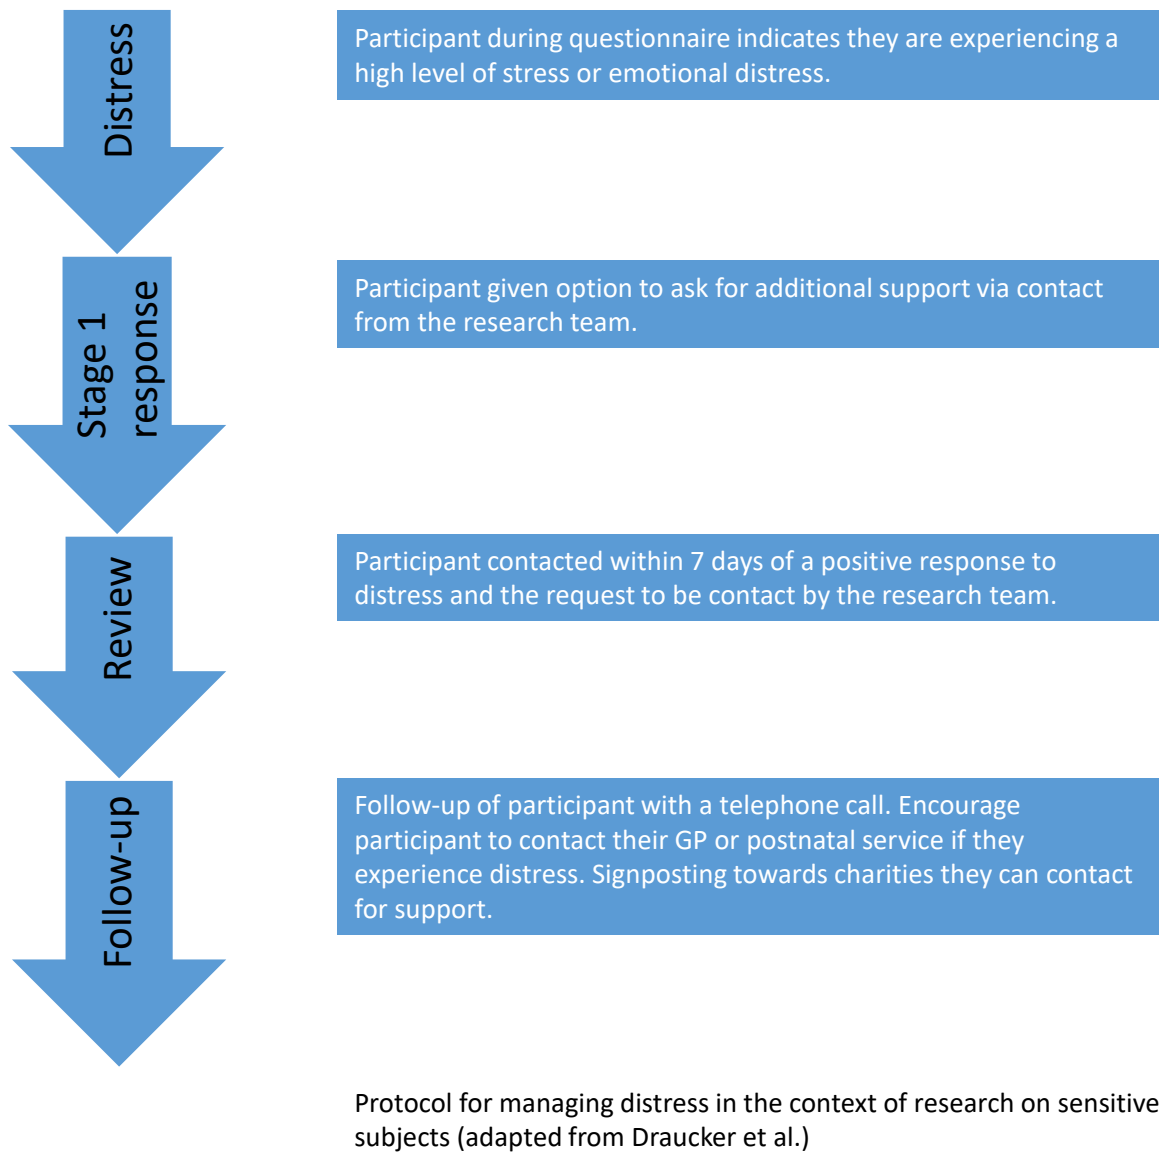 Distress
Participant during questionnaire indicates they are experiencing a
high level of stress or emotional distress.
Stage 1
response
Participant given option to ask for additional support via contact
from the research team.
Review
Participant contacted within 7 days of a positive response to
distress and the request to be contact by the research team.
Follow-up
Follow-up of participant with a telephone call. Encourage
participant to contact their GP or postnatal service if they
experience distress. Signposting towards charities they can contact
for support.
Protocol for managing distress in the context of research on sensitive
subjects (adapted from Draucker et al.)